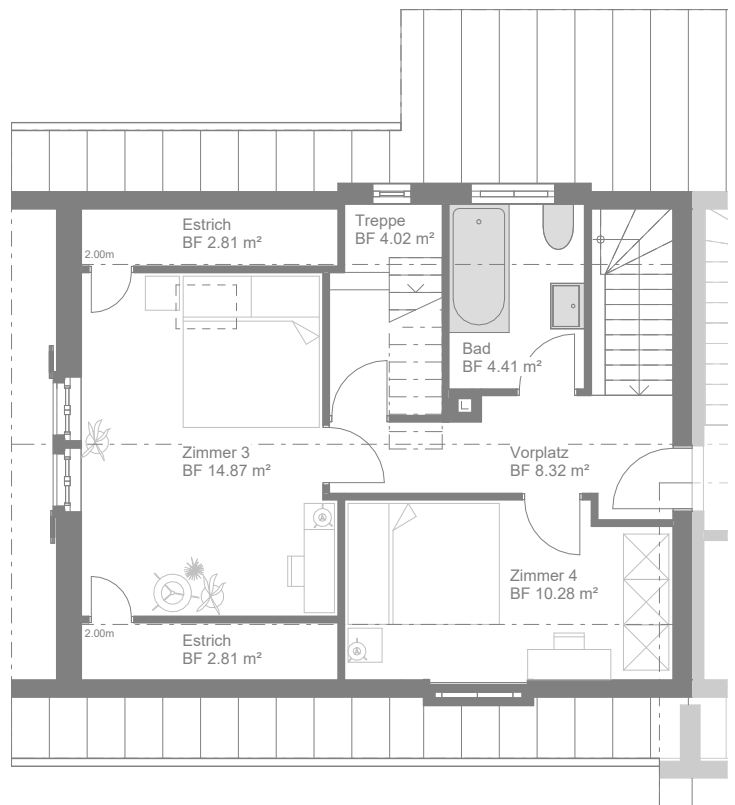 Estrich
BF 2.81 m²
Treppe
BF 4.02 m²
2.00m
Bad
BF 4.41 m²
Zimmer 3
BF 14.87 m²
Vorplatz
BF 8.32 m²
Zimmer 4
BF 10.28 m²
2.00m
Estrich
BF 2.81 m²